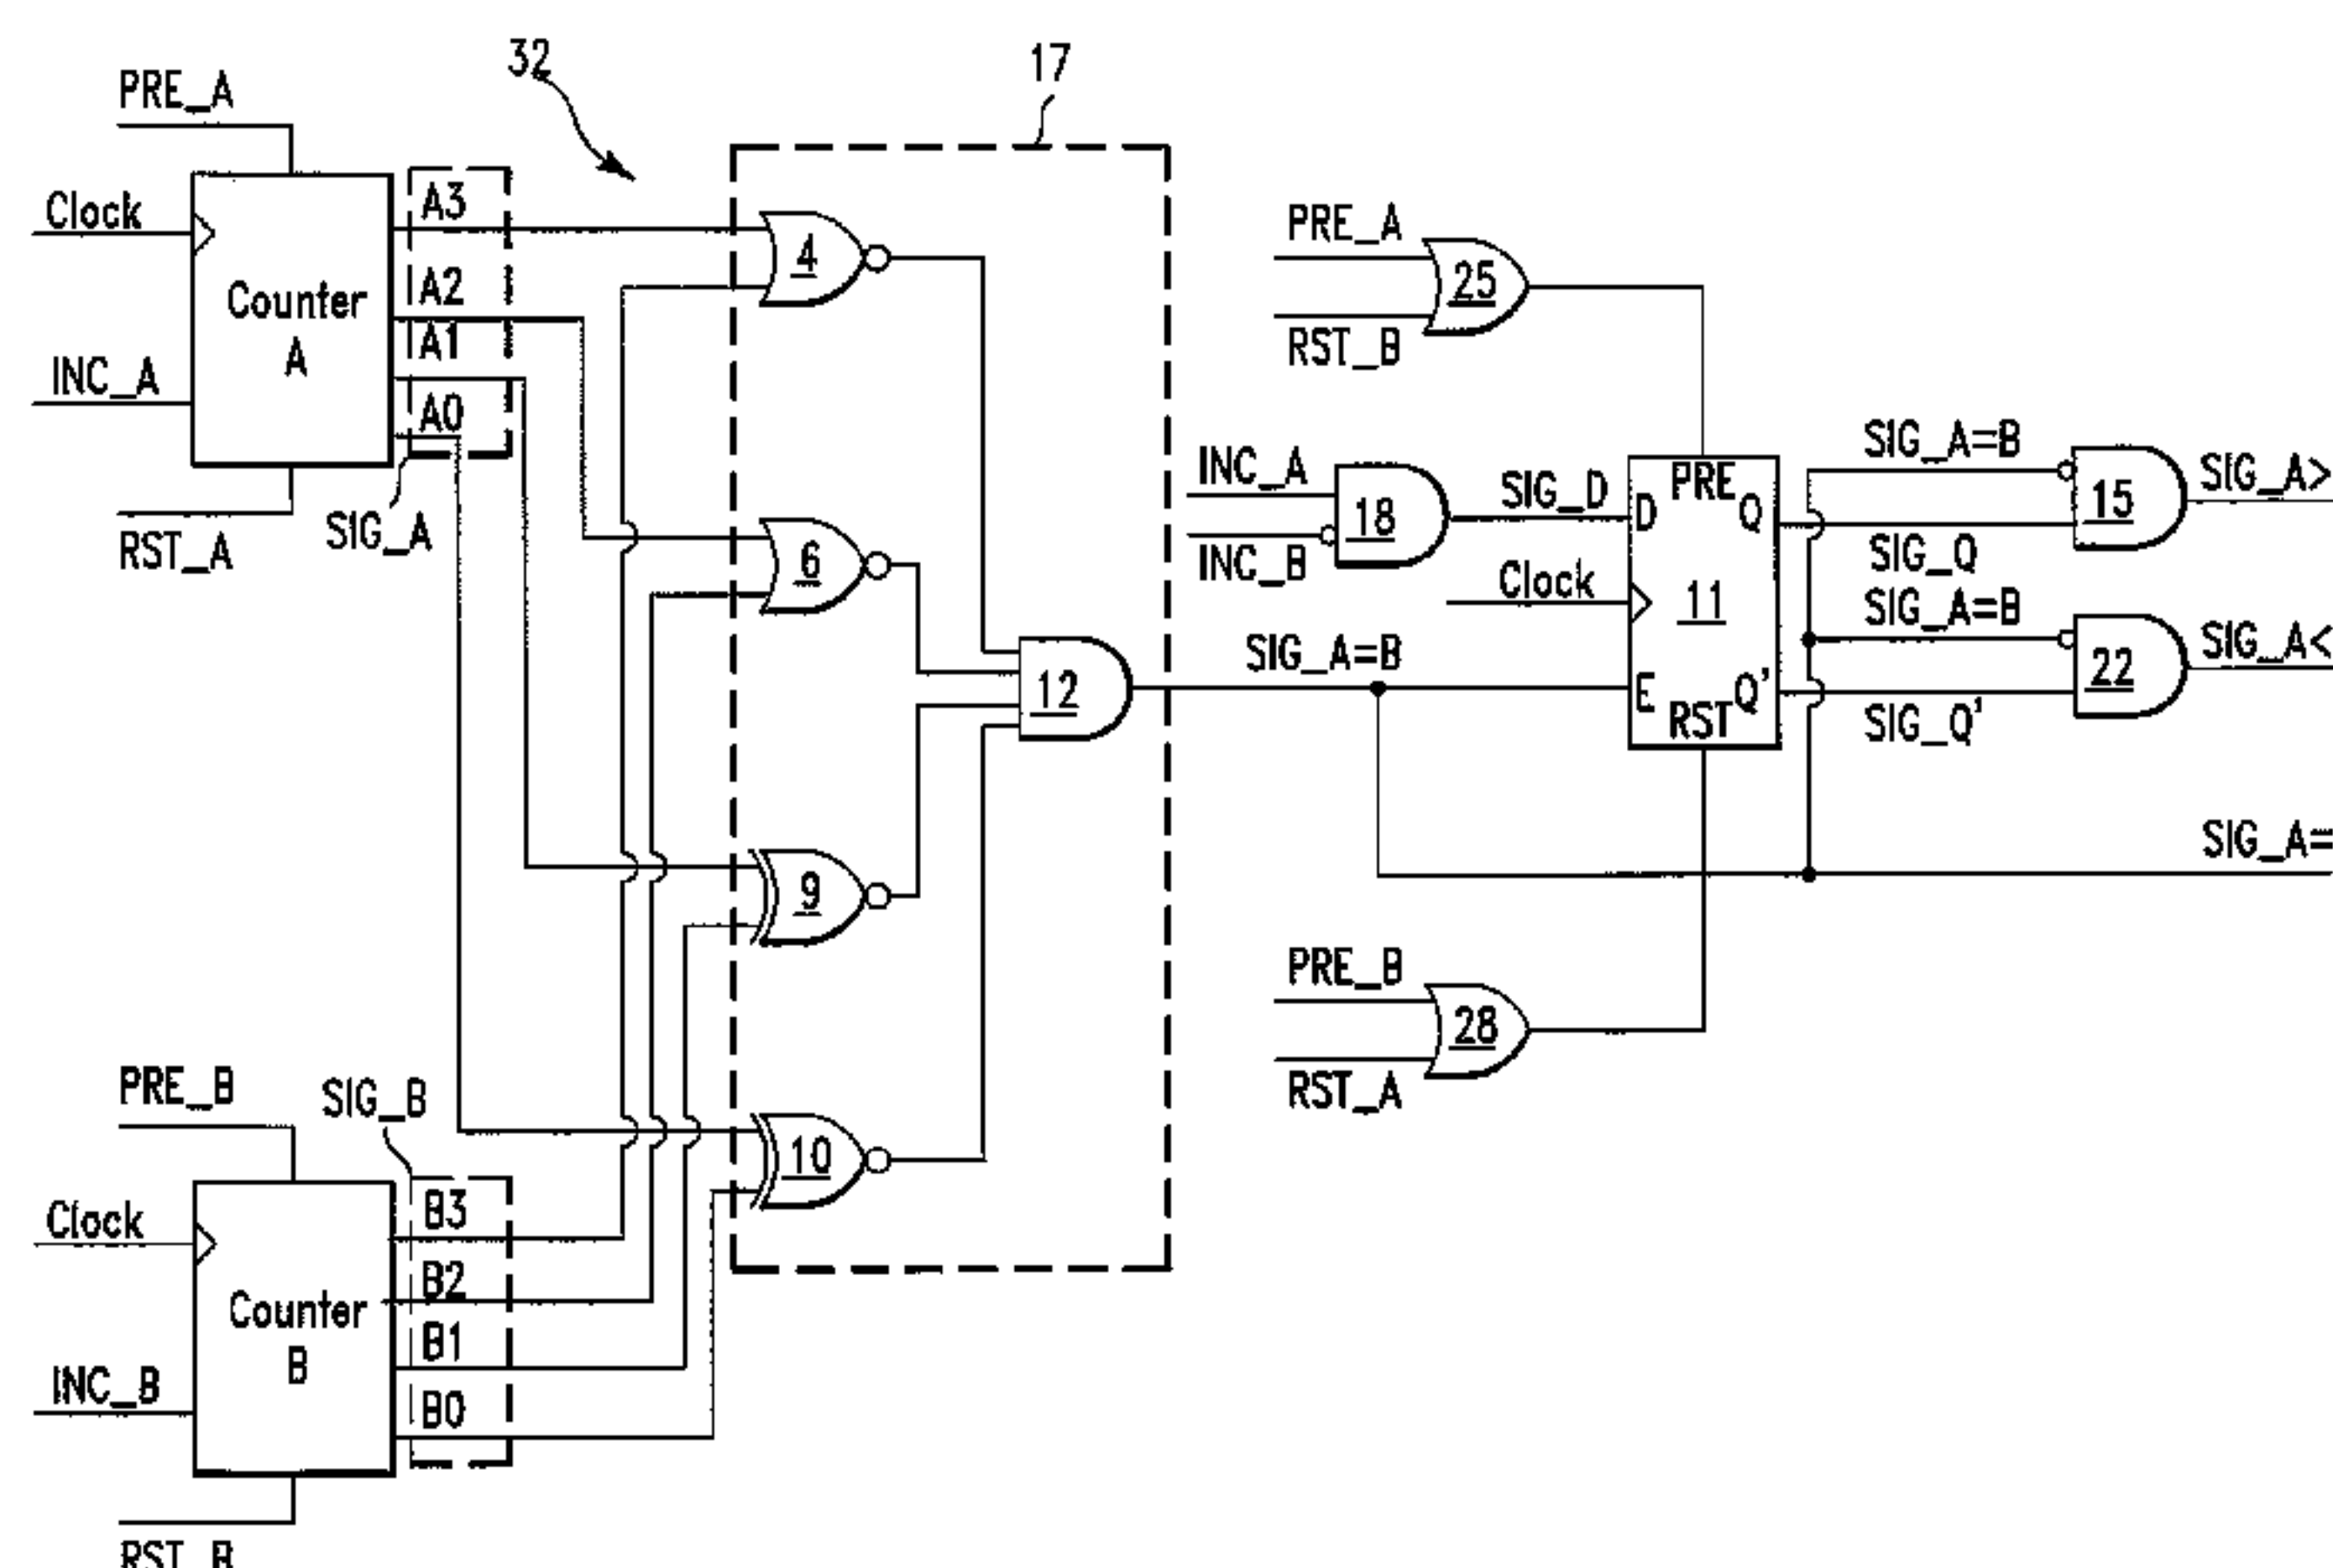 32
17
PRE_A
Clock
Counter
A
INC_A
RST_A
A3
A2
A1
A0
SIG_A
4
6
9
10
12
PRE_A
RST_B
25
INC_A
INC_B
18
SIG_D
Clock
SIG_A=B
D
PRE
Q
11
E
RST
Q'
SIG_A=B
SIG_Q
SIG_A=B
SIG_Q'
15
22
SIG_A>
SIG_A<
SIG_A=
PRE_B
RST_A
28
PRE_B
SIG_B
Clock
Counter
B
INC_B
RST_B
B3
B2
B1
B0